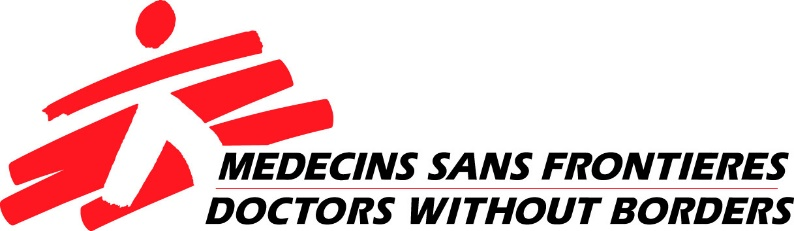 MEDECINS SANS FRONTIERES
DOCTORS WITHOUT BORDERS